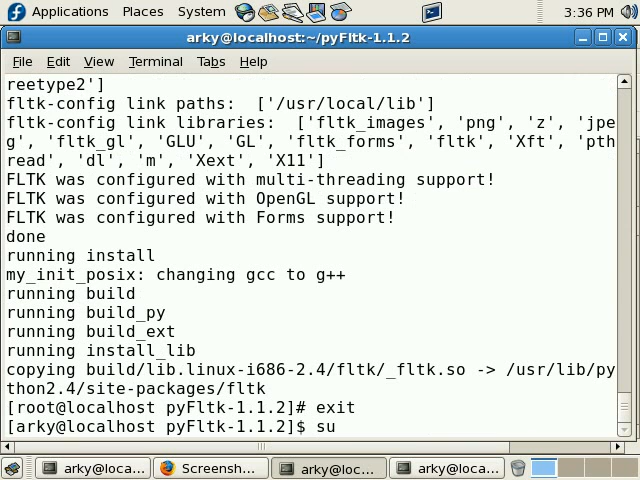 Applications Places System 3:36 PM
arky@localhost:~/pyFltk-1.1.2
File Edit View Terminal Tabs Help
reetype2']
fltk-config link paths:  ['/usr/local/lib']
fltk-config link libraries:  ['fltk_images', 'png', 'z', 'jpe
g', 'fltk_gl', 'GLU', 'GL', 'fltk_forms', 'fltk', 'Xft', 'pth
read', 'dl', 'm', 'Xext', 'X11']
FLTK was configured with multi-threading support!
FLTK was configured with OpenGL support!
FLTK was configured with Forms support!
done
running install
my_init_posix: changing gcc to g++
running build
running build_py
running build_ext
running install_lib
copying build/lib.linux-i686-2.4/fltk/_fltk.so -> /usr/lib/py
thon2.4/site-packages/fltk
[root@localhost pyFltk-1.1.2]# exit
[arky@localhost pyFltk-1.1.2]$ su
arky@loca... Screensh... arky@loc... arky@loca...